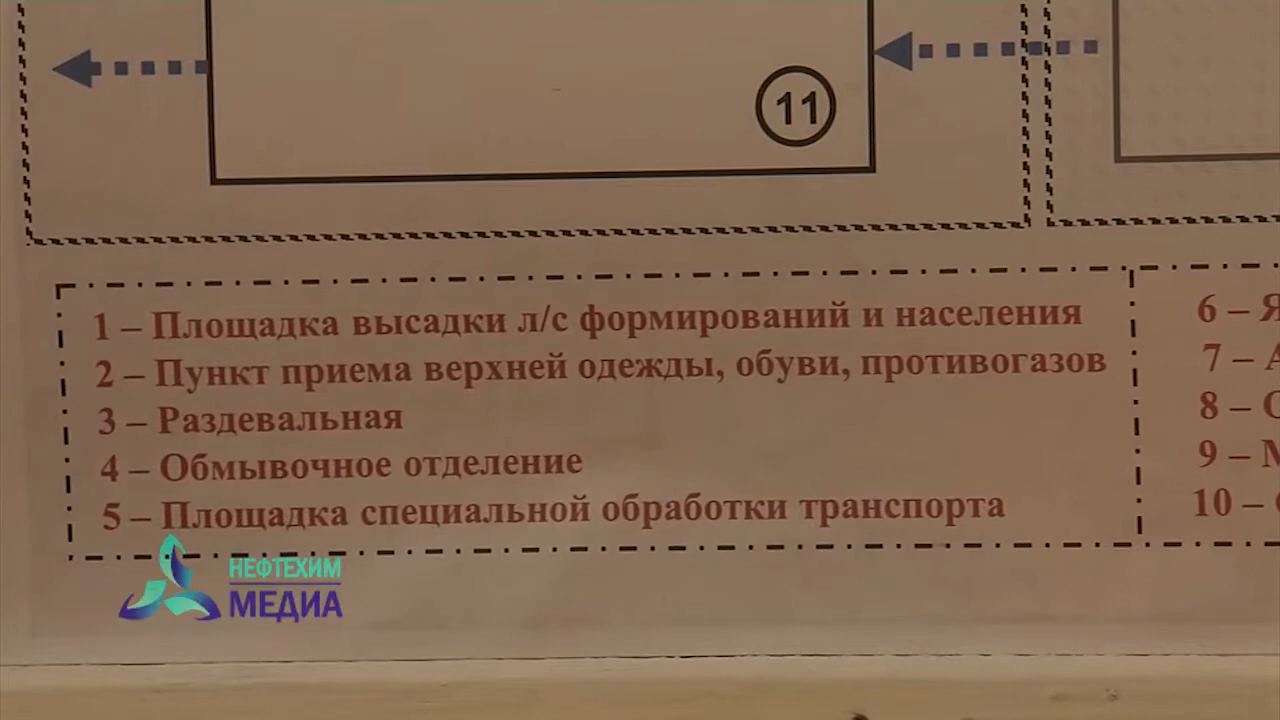 11
1 – Площадка высадки л/с формирований и населения
2 – Пункт приема верхней одежды, обуви, противогазов
3 – Раздевальная
4 – Обмывочное отделение
5 – Площадка специальной обработки транспорта
6 –
7 –
8 –
9 –
10 –
НЕФТЕХИМ
МЕДИА